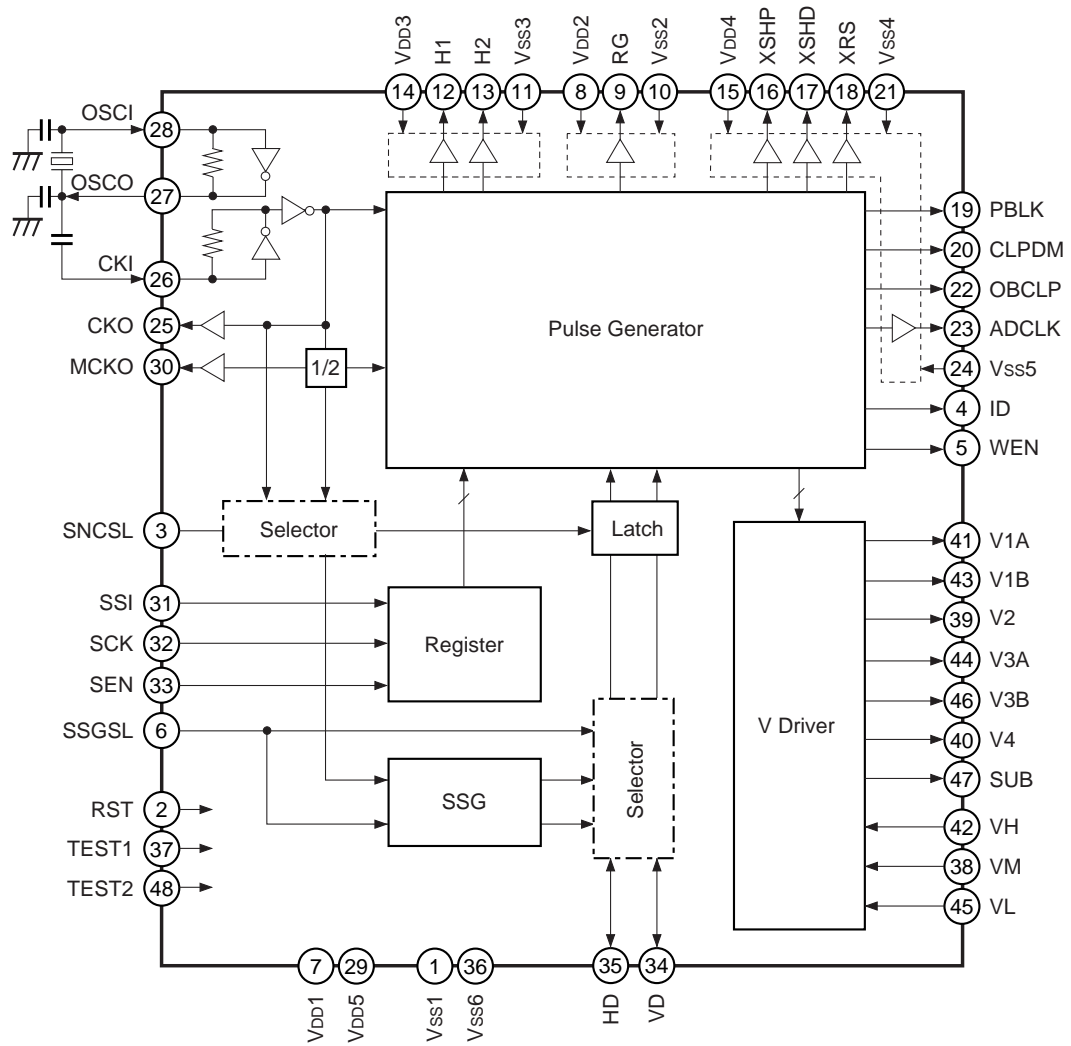 VDD3
H1
H2
VSS3
VDD2
RG
VSS2
VDD4
XSHP
XSHD
XRS
VSS4
14
12
13
11
8
9
10
15
16
17
18
21
OSCI
28
OSCO
27
CKI
26
CKO
25
MCKO
30
1/2
Pulse Generator
19
PBLK
20
CLPDM
22
OBCLP
23
ADCLK
24
VSS5
4
ID
5
WEN
SNCSL
3
Selector
Latch
SSI
31
SCK
32
SEN
33
Register
SSGSL
6
SSG
Selector
RST
2
TEST1
37
TEST2
48
V Driver
41
V1A
43
V1B
39
V2
44
V3A
46
V3B
40
V4
47
SUB
42
VH
38
VM
45
VL
7
29
1
36
35
34
VDD1
VDD5
VSS1
VSS6
HD
VD